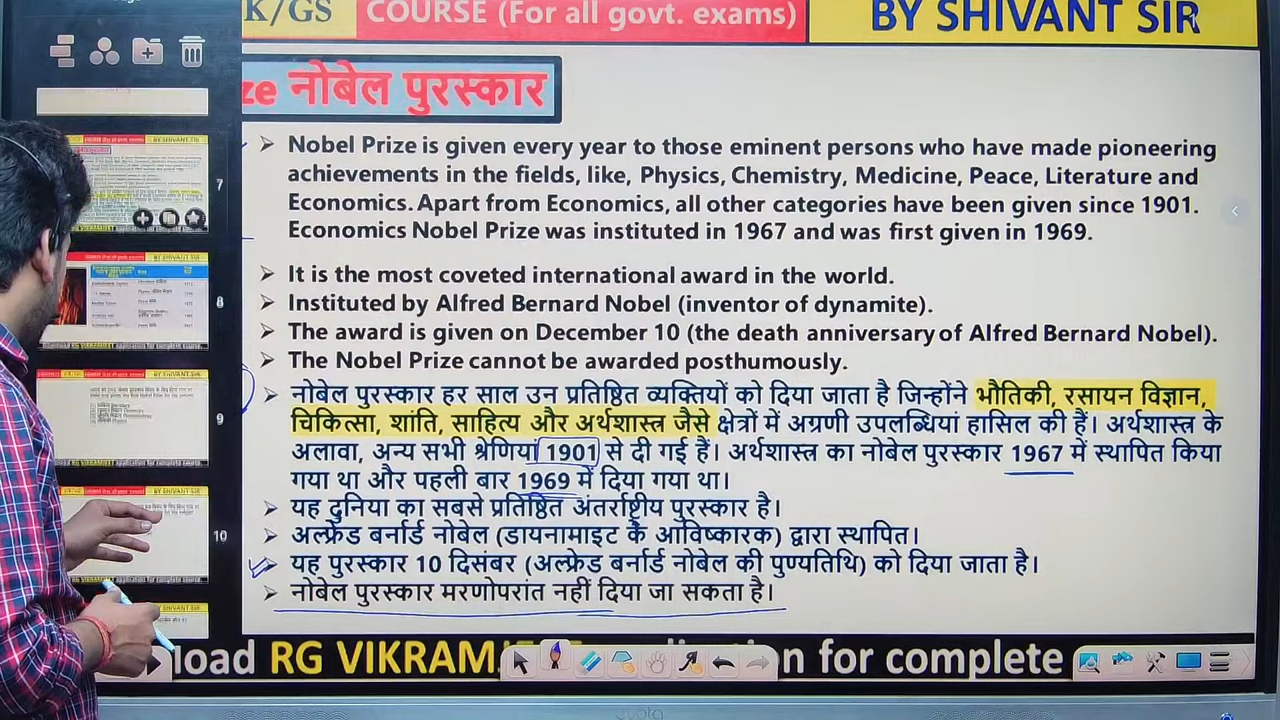 K/GS COURSE (For all govt. exams) BY SHIVANT SIR
ze नोबेल पुरस्कार
➢ Nobel Prize is given every year to those eminent persons who have made pioneering
achievements in the fields, like, Physics, Chemistry, Medicine, Peace, Literature and
Economics. Apart from Economics, all other categories have been given since 1901.
Economics Nobel Prize was instituted in 1967 and was first given in 1969.
➢ It is the most coveted international award in the world.
➢ Instituted by Alfred Bernard Nobel (inventor of dynamite).
➢ The award is given on December 10 (the death anniversary of Alfred Bernard Nobel).
➢ The Nobel Prize cannot be awarded posthumously.
➢ नोबेल पुरस्कार हर साल उन प्रतिष्ठित व्यक्तियों को दिया जाता है जिन्होंने भौतिकी, रसायन विज्ञान,
चिकित्सा, शांति, साहित्य और अर्थशास्त्र जैसे क्षेत्रों में अग्रणी उपलब्धियां हासिल की हैं। अर्थशास्त्र के
अलावा, अन्य सभी श्रेणियां 1901 से दी गई हैं। अर्थशास्त्र का नोबेल पुरस्कार 1967 में स्थापित किया
गया था और पहली बार 1969 में दिया गया था।
➢ यह दुनिया का सबसे प्रतिष्ठित अंतर्राष्ट्रीय पुरस्कार है।
➢ अल्फ्रेड बर्नार्ड नोबेल (डायनामाइट के आविष्कारक) द्वारा स्थापित।
➢ यह पुरस्कार 10 दिसंबर (अल्फ्रेड बर्नार्ड नोबेल की पुण्यतिथि) को दिया जाता है।
➢ नोबेल पुरस्कार मरणोपरांत नहीं दिया जा सकता है।
load RG VIKRAMJ n for complete
7
8
9
10